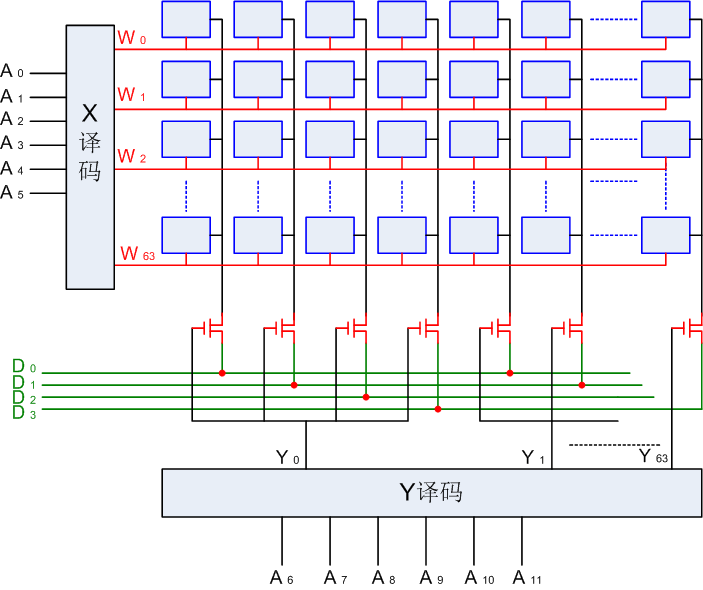 W 0
A 0
W 1
A 1
X
译
码
A 2
A 3
W 2
A 4
A 5
W 63
D 0
D 1
D 2
D 3
Y 0
Y 1
Y 63
Y译码
A 6
A 7
A 8
A 9
A 10
A 11